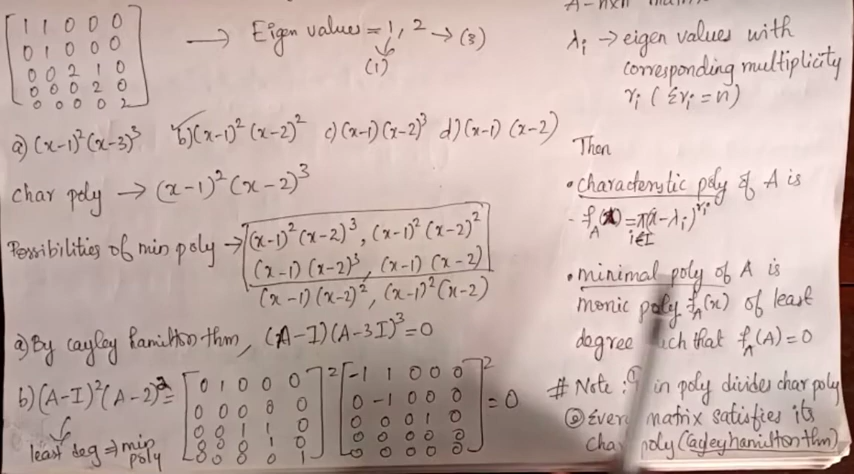 [1 1 0 0 0
0 1 0 0 0
0 0 2 1 0
0 0 0 2 0
0 0 0 0 2] → Eigen values = 1, 2 → (3)
(1)
a) (x-1)²(x-3)³ b) (x-1)²(x-2)² c) (x-1)(x-2)³ d) (x-1)(x-2)
char poly → (x-1)²(x-2)³
Possibilities of min poly → (x-1)²(x-2)³, (x-1)²(x-2)²
(x-1)(x-2)³, (x-1)(x-2)
(x-1)(x-2)², (x-1)²(x-2)
a) By cayley hamilton thm, (A-I)(A-3I)³=0
b) (A-I)²(A-2)²= [0 1 0 0 0
0 0 0 0 0
0 0 1 1 0
0 0 0 1 0
0 0 0 0 1]² [-1 1 0 0 0
0 -1 0 0 0
0 0 0 1 0
0 0 0 0 0
0 0 0 0 0]² = 0
least deg ⇒ min
poly
A - nxn
λi → eigen values with
corresponding multiplicity
ri (Σri = n)
Then
• characteristic poly of A is
- fA(x) = π(x-λi)^ri
i∈I
• minimal poly of A is
monic poly fA(x) of least
degree such that fA(A)=0
# Note: ① in poly divides char poly
② Ever matrix satisfies its
cha poly (cayley hamilton thm)